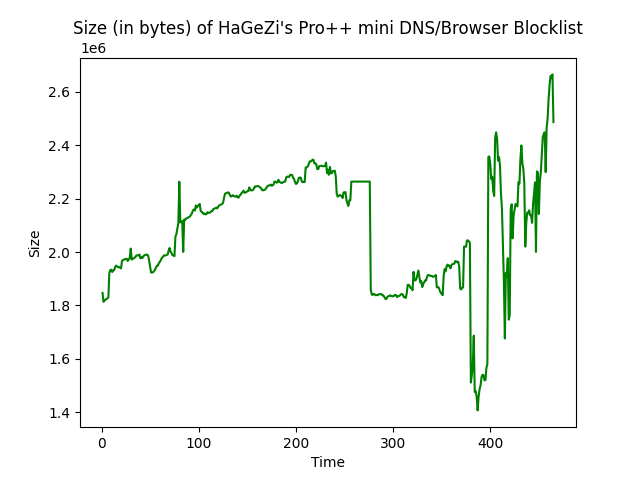 Size (in bytes) of HaGeZi's Pro++ mini DNS/Browser Blocklist
1e6
2.6
2.4
2.2
2.0
1.8
1.6
1.4
Size
0 100 200 300 400
Time